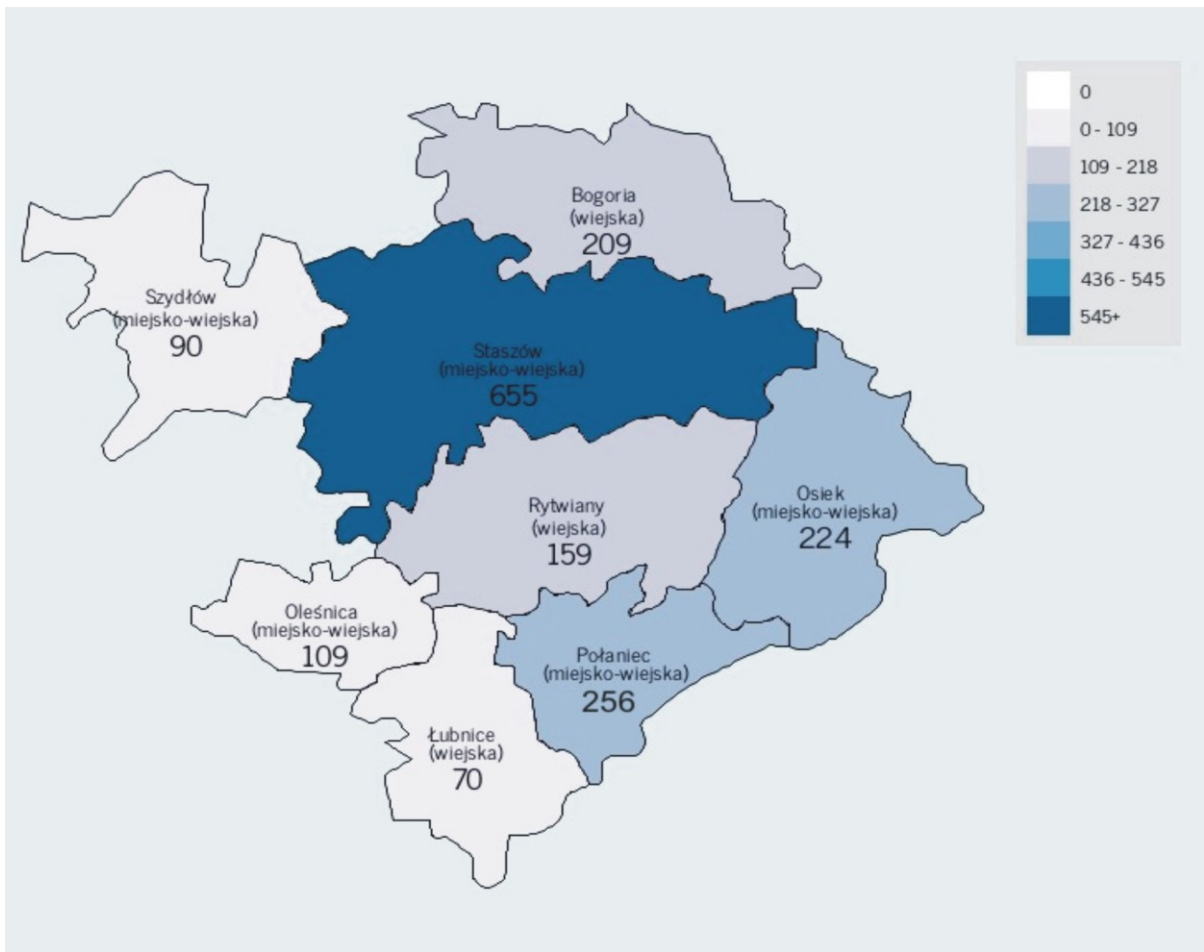 0
0 - 109
109 - 218
218 - 327
327 - 436
436 - 545
545+
Bogoria
(wiejska)
209
Szydłów
(miejsko-wiejska)
90
Staszów
(miejsko-wiejska)
655
Osiek
(miejsko-wiejska)
224
Rytwiany
(wiejska)
159
Oleśnica
(miejsko-wiejska)
109
Połaniec
(miejsko-wiejska)
256
Łubnice
(wiejska)
70